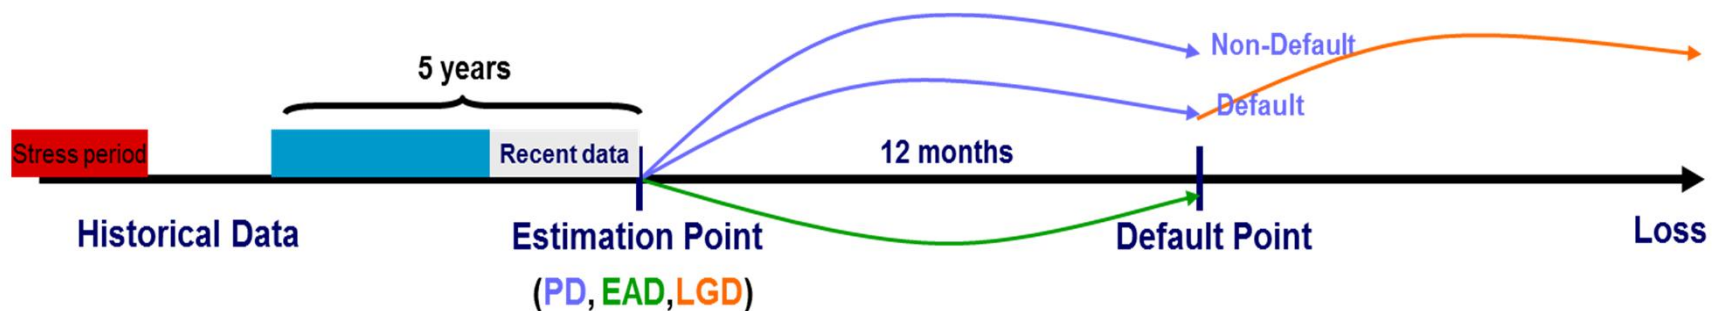 5 years
Stress period
Recent data
12 months
Non-Default
Default
Historical Data
Estimation Point
(PD, EAD,LGD)
Default Point
Loss